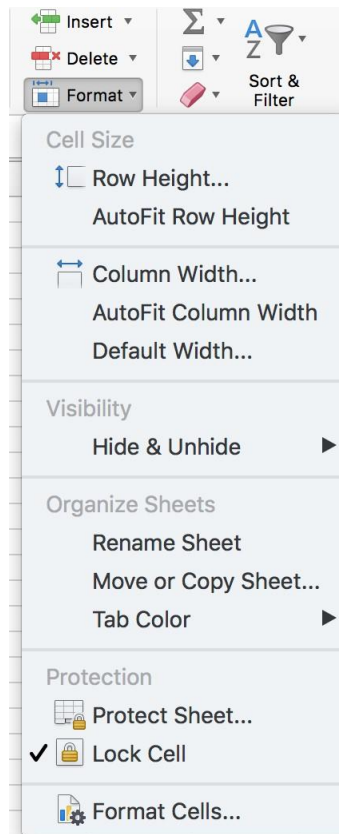 Insert
Delete
Format
Σ
A
Z
Sort &
Filter
Cell Size
Row Height...
AutoFit Row Height
Column Width...
AutoFit Column Width
Default Width...
Visibility
Hide & Unhide
Organize Sheets
Rename Sheet
Move or Copy Sheet...
Tab Color
Protection
Protect Sheet...
Lock Cell
Format Cells...